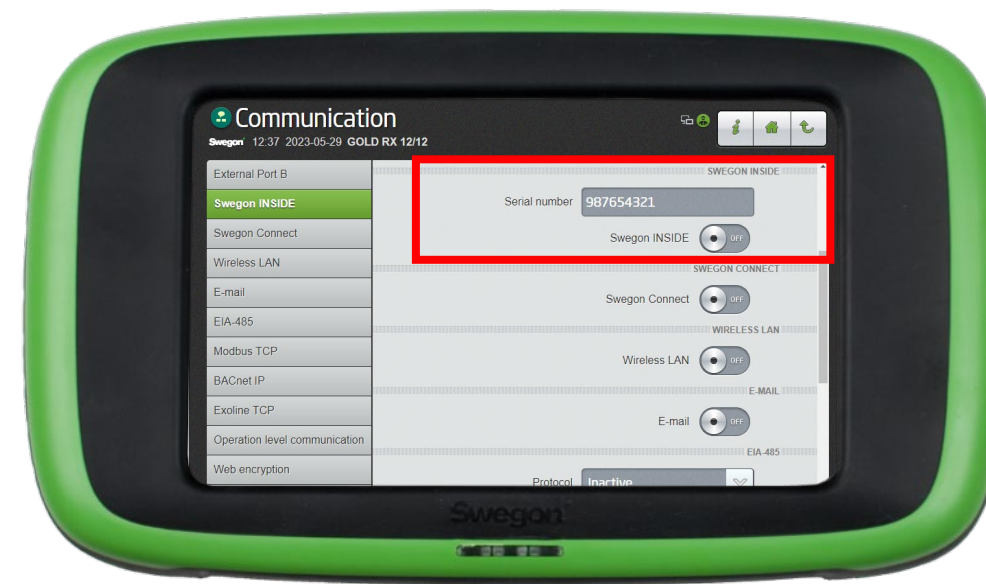 Communication
Swegon 12:37 2023-05-29 GOLD RX 12/12
i
External Port B
Swegon INSIDE
Swegon Connect
Wireless LAN
E-mail
EIA-485
Modbus TCP
BACnet IP
Exoline TCP
Operation level communication
Web encryption
SWEGON INSIDE
Serial number 987654321
Swegon INSIDE OFF
SWEGON CONNECT
Swegon Connect OFF
WIRELESS LAN
Wireless LAN OFF
E-MAIL
E-mail OFF
EIA-485
Protocol Inactive
Swegon